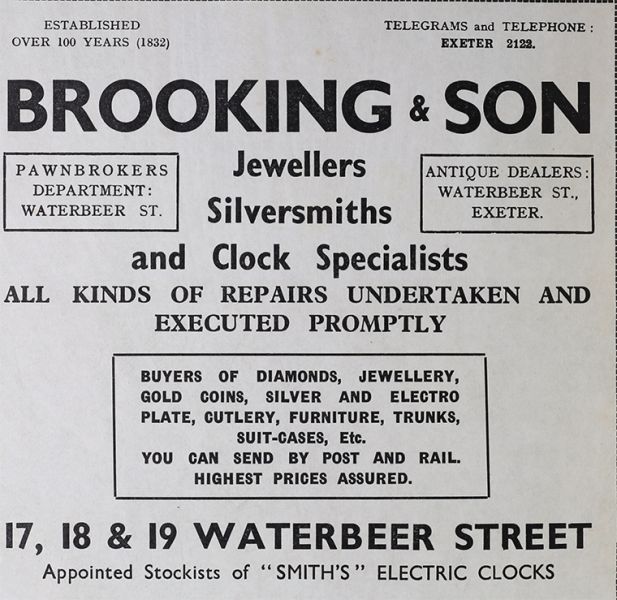 ESTABLISHED
OVER 100 YEARS (1832)
TELEGRAMS and TELEPHONE :
EXETER 2122.
BROOKING & SON
PAWNBROKERS
DEPARTMENT:
WATERBEER ST.
Jewellers
Silversmiths
and Clock Specialists
ANTIQUE DEALERS:
WATERBEER ST.,
EXETER.
ALL KINDS OF REPAIRS UNDERTAKEN AND
EXECUTED PROMPTLY
BUYERS OF DIAMONDS, JEWELLERY,
GOLD COINS, SILVER AND ELECTRO
PLATE, CUTLERY, FURNITURE, TRUNKS,
SUIT-CASES, Etc.
YOU CAN SEND BY POST AND RAIL.
HIGHEST PRICES ASSURED.
17, 18 & 19 WATERBEER STREET
Appointed Stockists of "SMITH'S" ELECTRIC CLOCKS